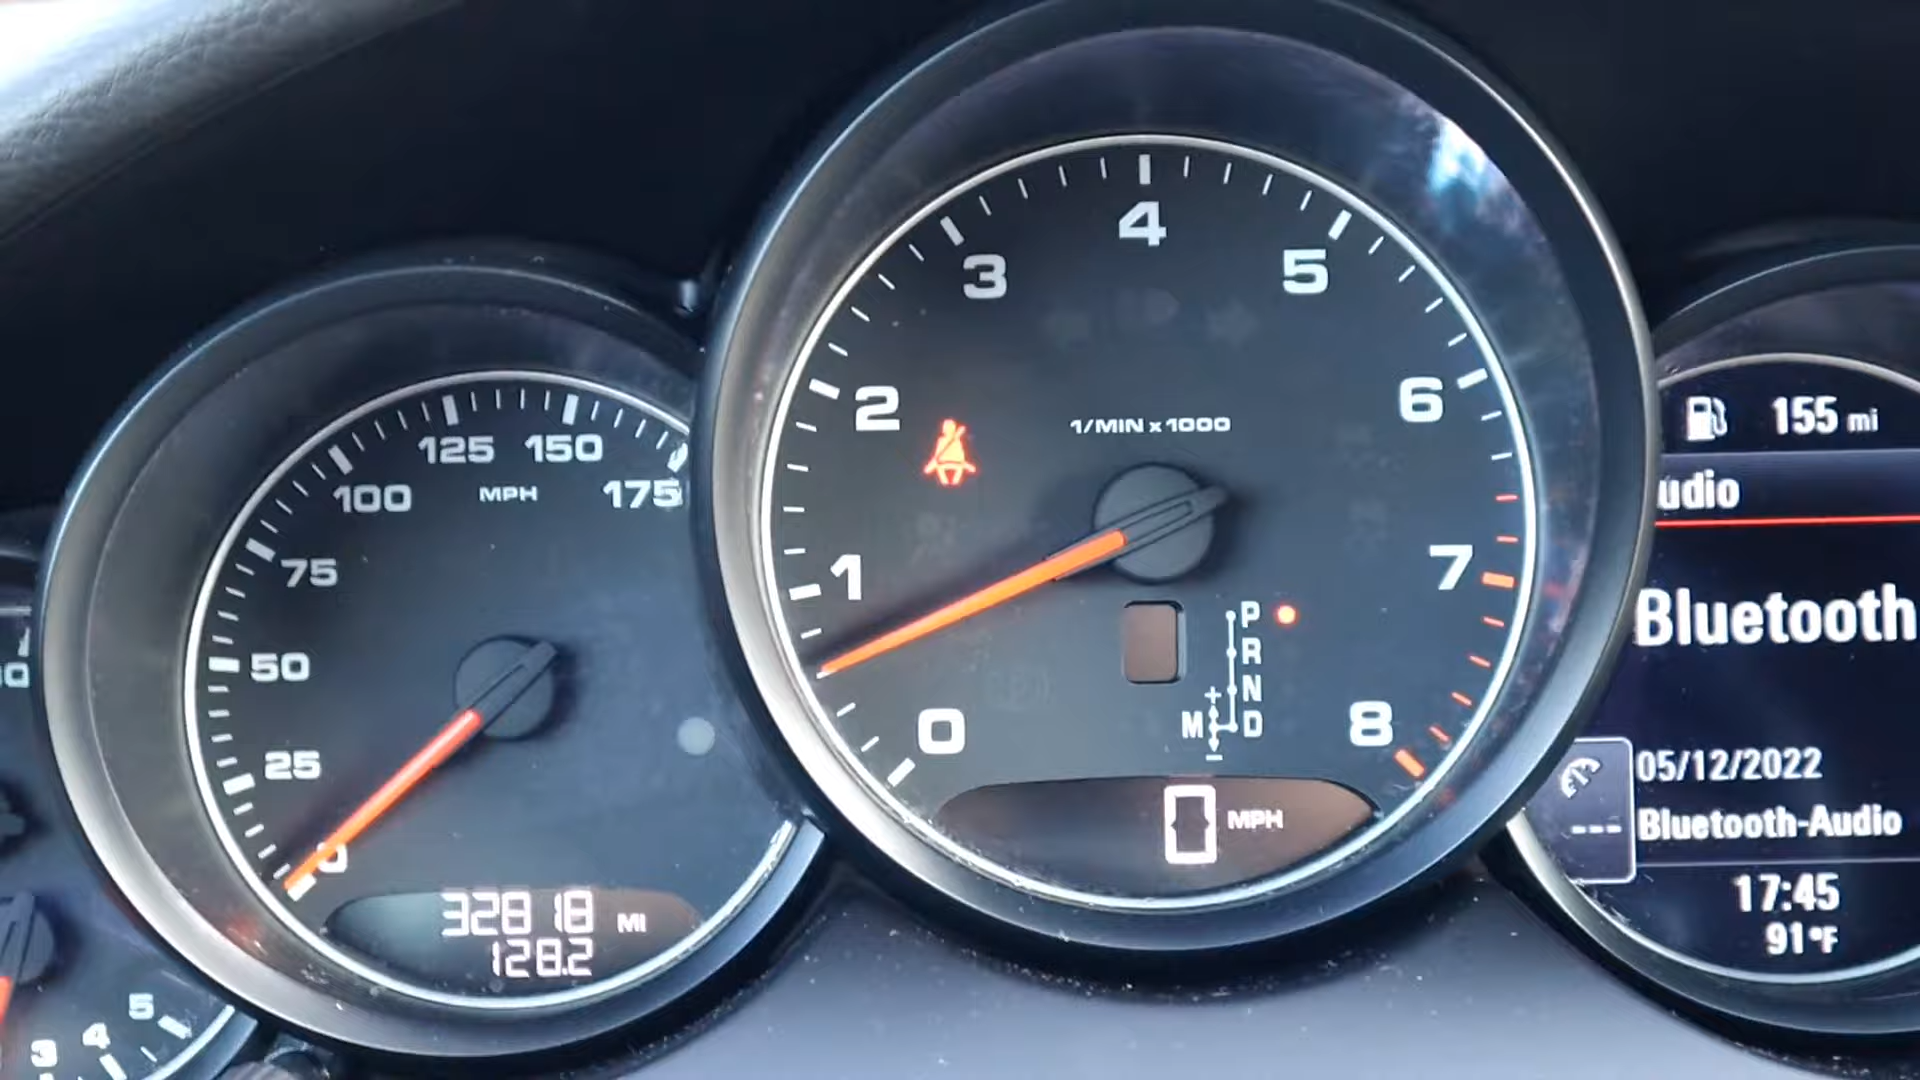 125 150
100 MPH 175
75
50
25
0
32818 MI
128.2
5
4
3
4
3 5
2 6
1/MIN x 1000
1 7
P
R
N
+
M D
-
0 8
0 MPH
155 mi
udio
Bluetooth
05/12/2022
--- Bluetooth-Audio
17:45
91°F